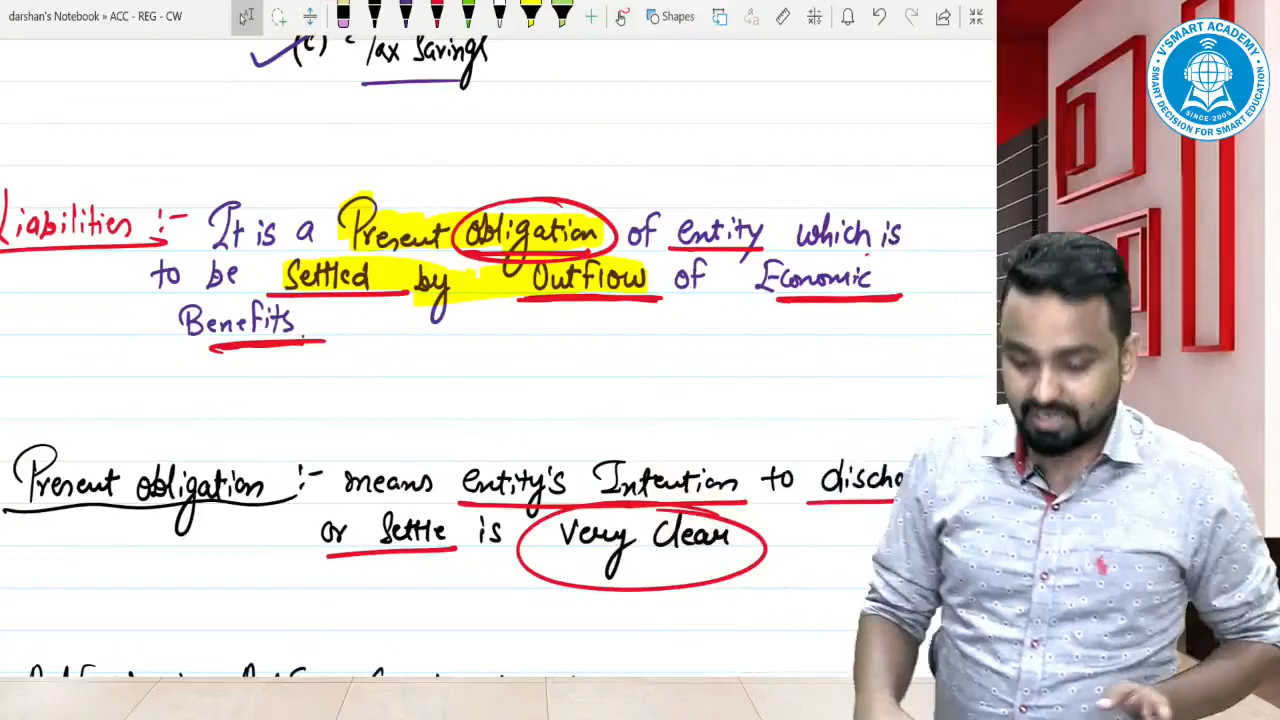 darshan's Notebook » ACC - REG - CW
Shapes
(c) Tax Savings
Liabilities :- It is a Present obligation of entity which is
to be Settled by Outflow of Economic
Benefits.
Present obligation :- means entity's Intention to discha
or Settle is very clear
V'SMART ACADEMY
SINCE-2005
SMART DECISION FOR SMART EDUCATION